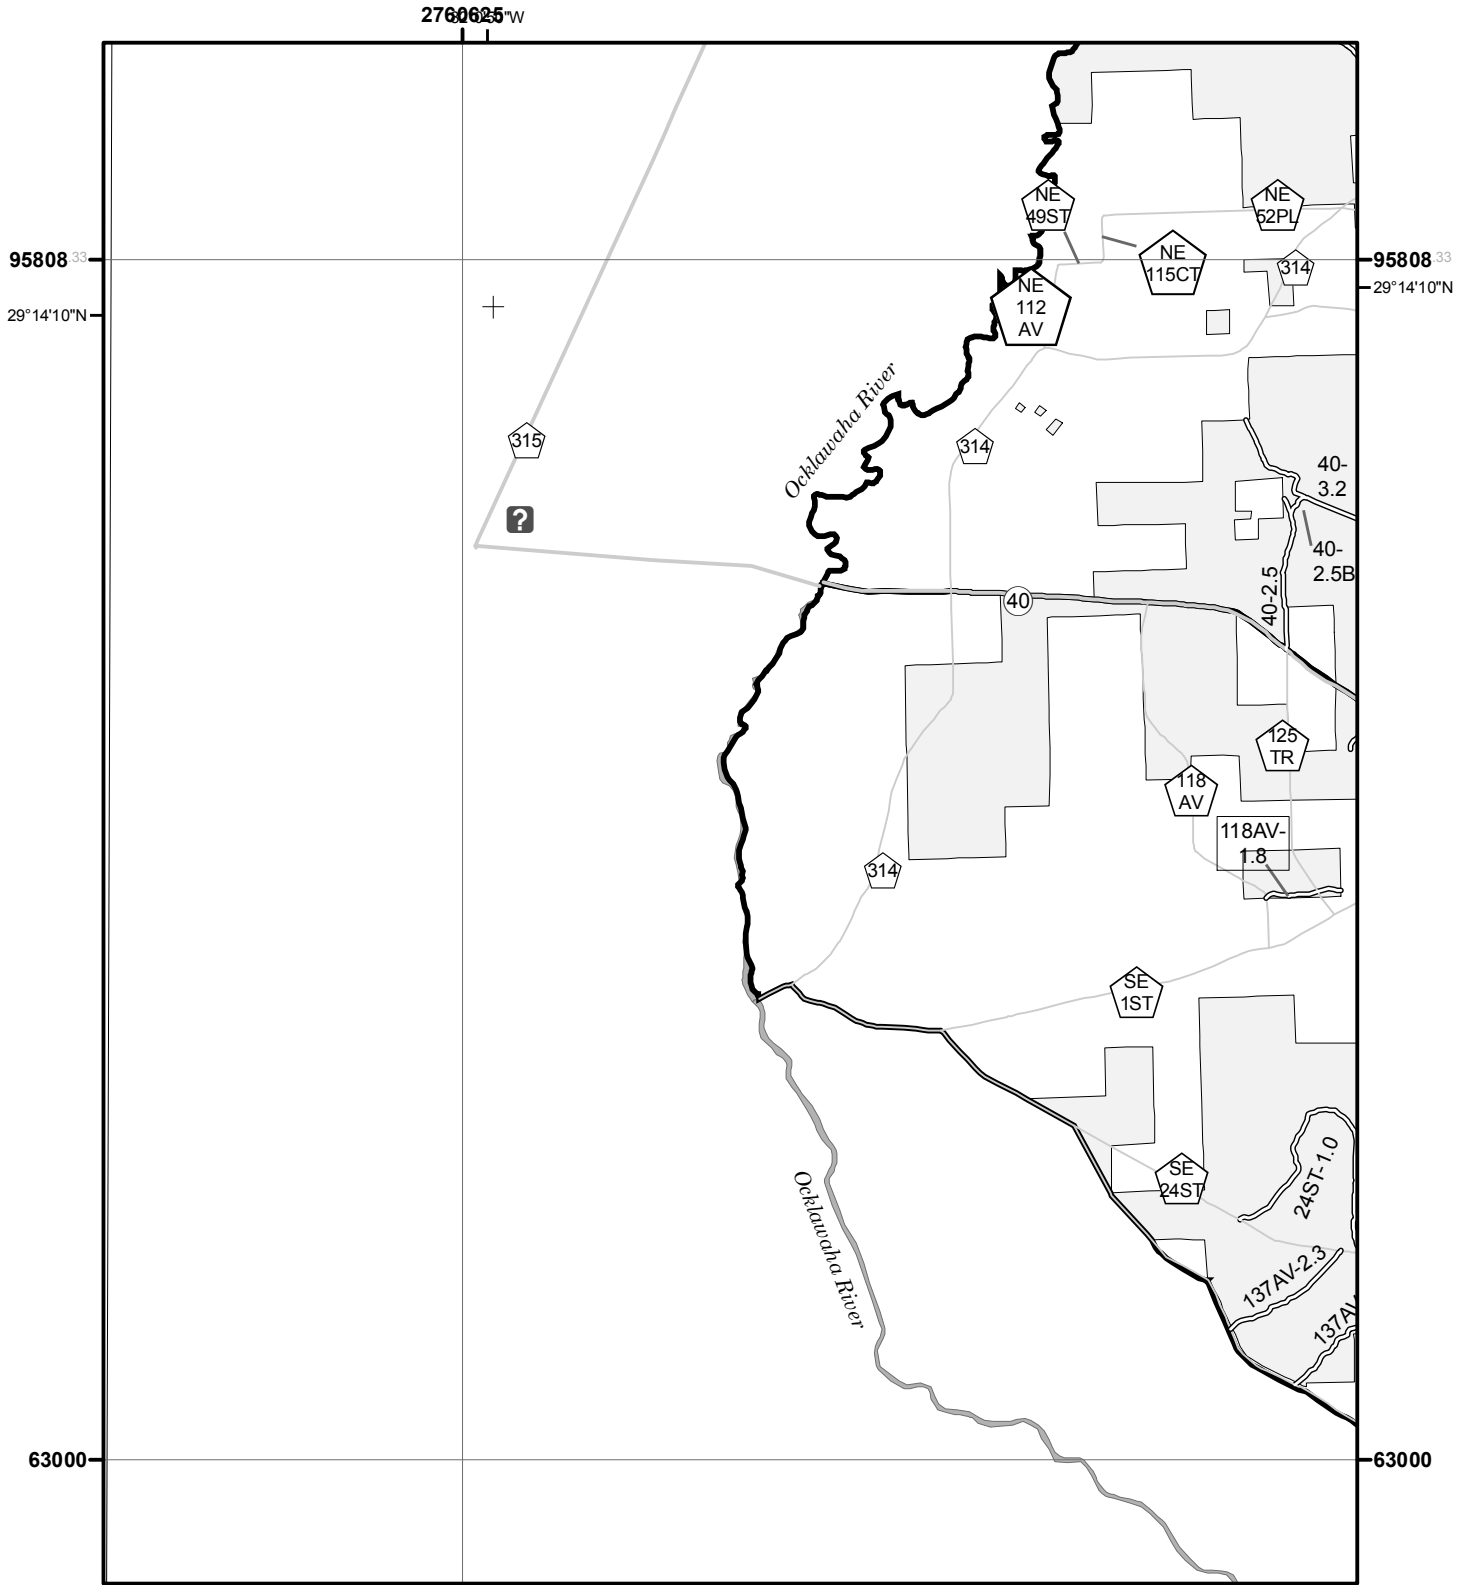 2760625
95808.33
95808.33
29°14'10"N
29°14'10"N
NE
49ST
NE
52PL
NE
115CT
314
NE
112
AV
Ocklawaha River
315
314
?
40-
3.2
40-
2.5B
40-2.5
40
125
TR
118
AV
118AV-
1.8
314
SE
1ST
SE
24ST
24ST-1.0
Ocklawaha River
137AV-2.3
63000
63000